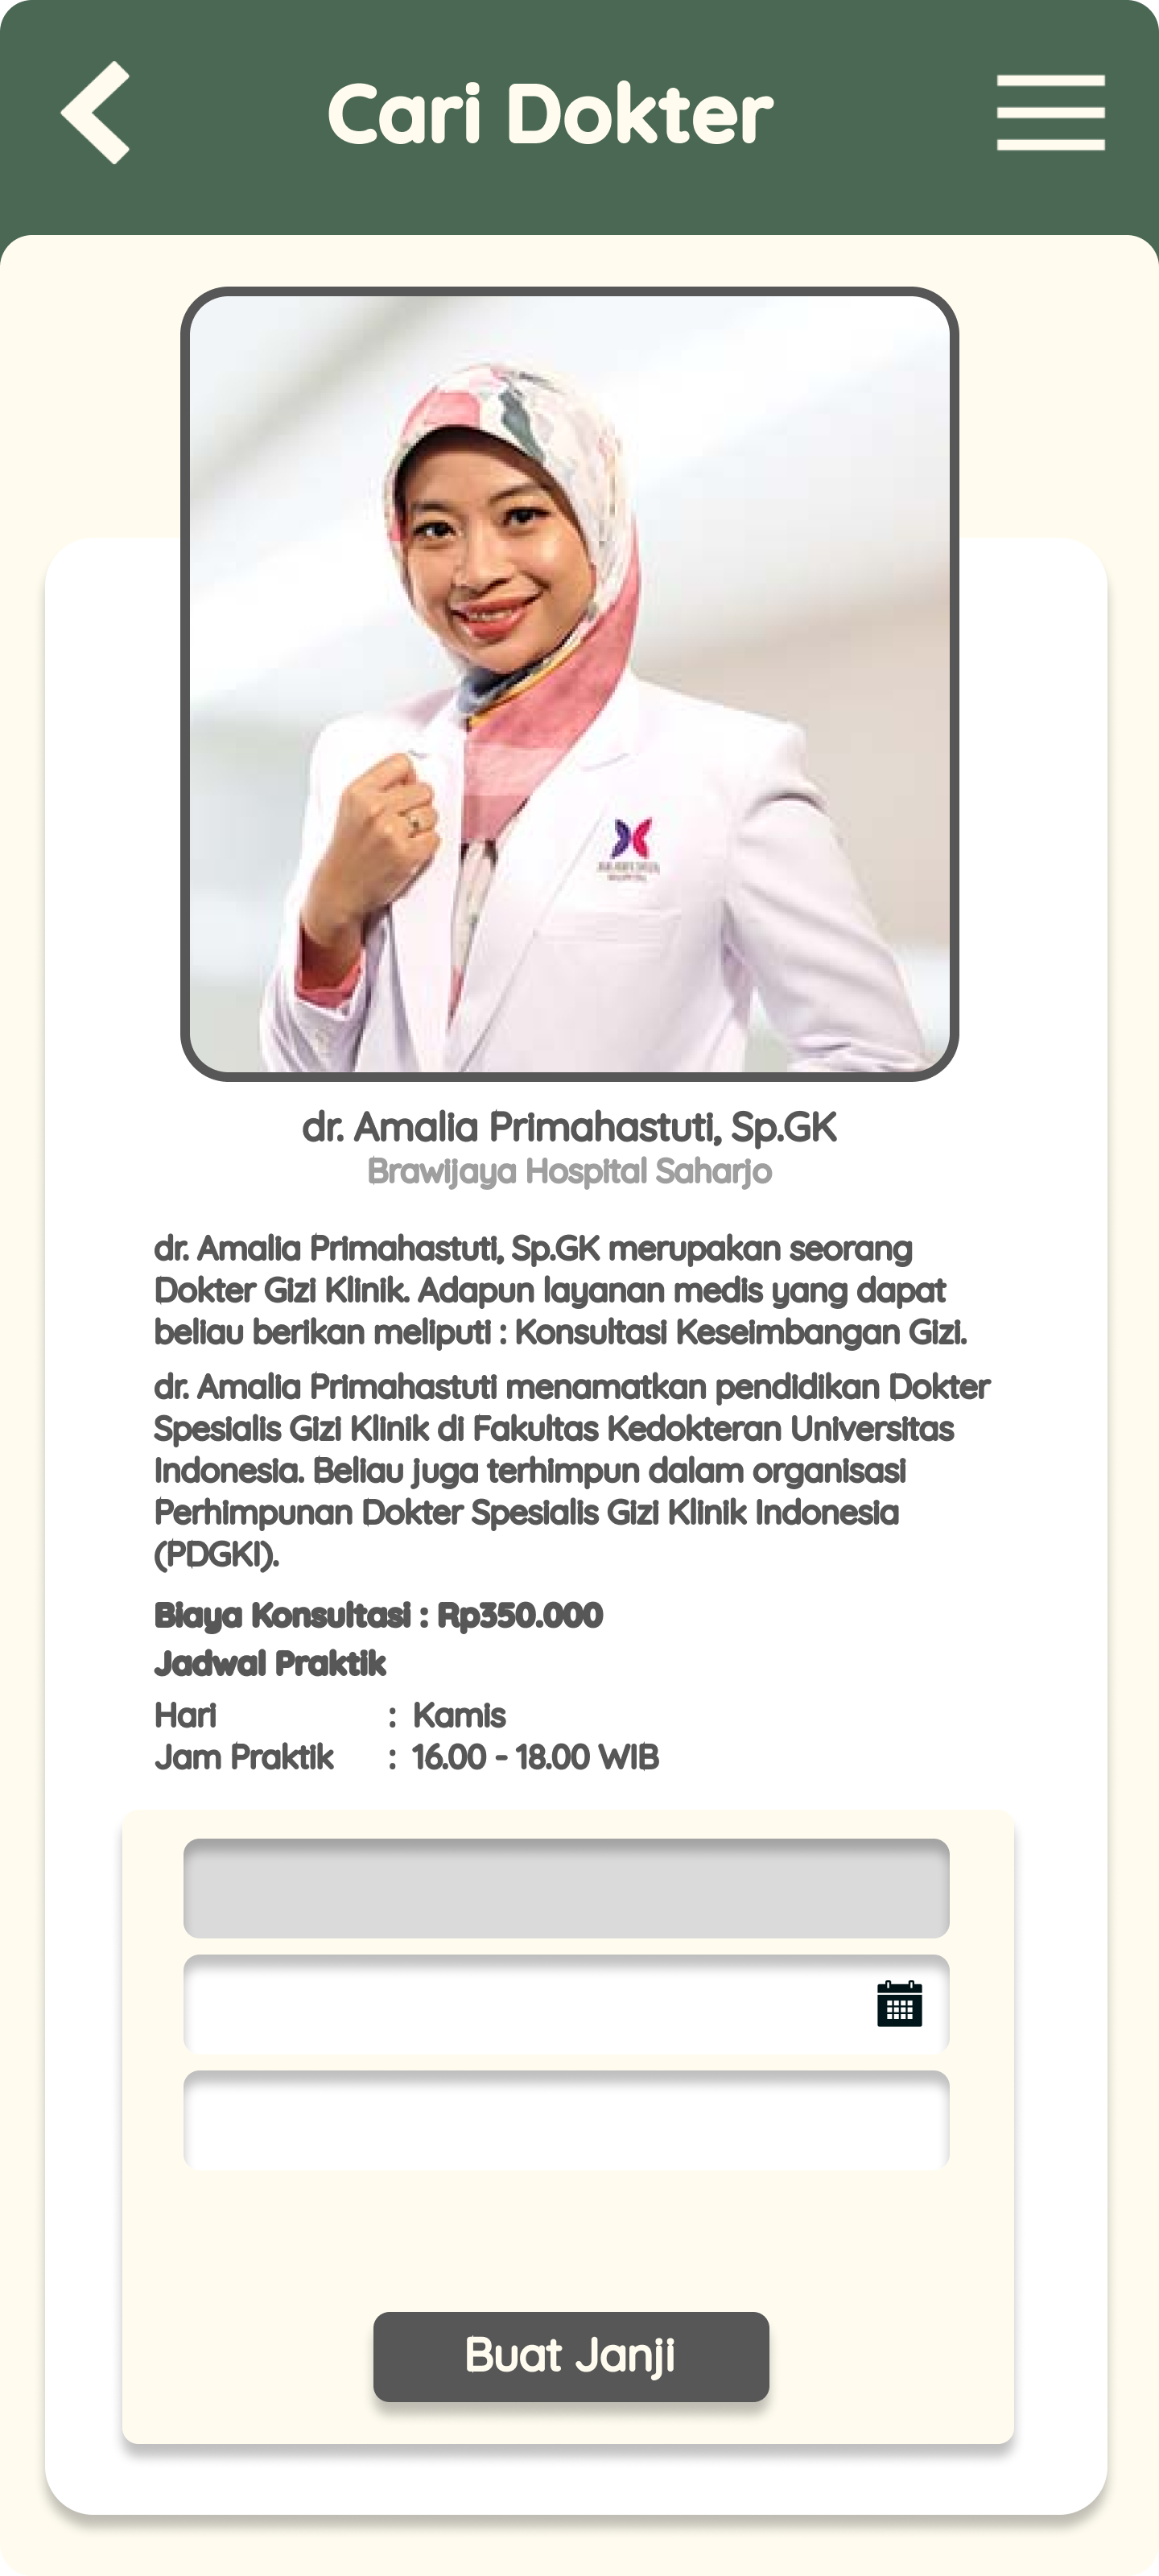 Cari Dokter
dr. Amalia Primahastuti, Sp.GK
Brawijaya Hospital Saharjo
dr. Amalia Primahastuti, Sp.GK merupakan seorang
Dokter Gizi Klinik. Adapun layanan medis yang dapat
beliau berikan meliputi : Konsultasi Keseimbangan Gizi.
dr. Amalia Primahastuti menamatkan pendidikan Dokter
Spesialis Gizi Klinik di Fakultas Kedokteran Universitas
Indonesia. Beliau juga terhimpun dalam organisasi
Perhimpunan Dokter Spesialis Gizi Klinik Indonesia
(PDGKI).
Biaya Konsultasi : Rp350.000
Jadwal Praktik
Hari : Kamis
Jam Praktik : 16.00 - 18.00 WIB
Buat Janji